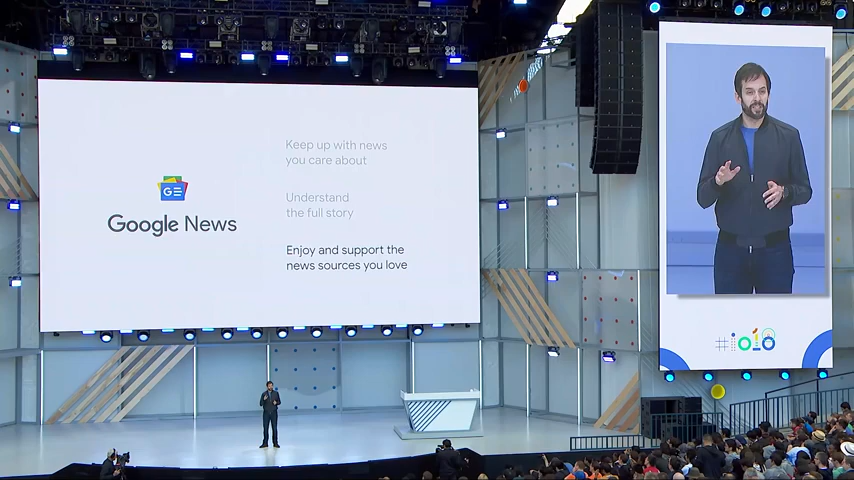 Keep up with news
you care about
GE
Google News
Understand
the full story
Enjoy and support the
news sources you love
#io18